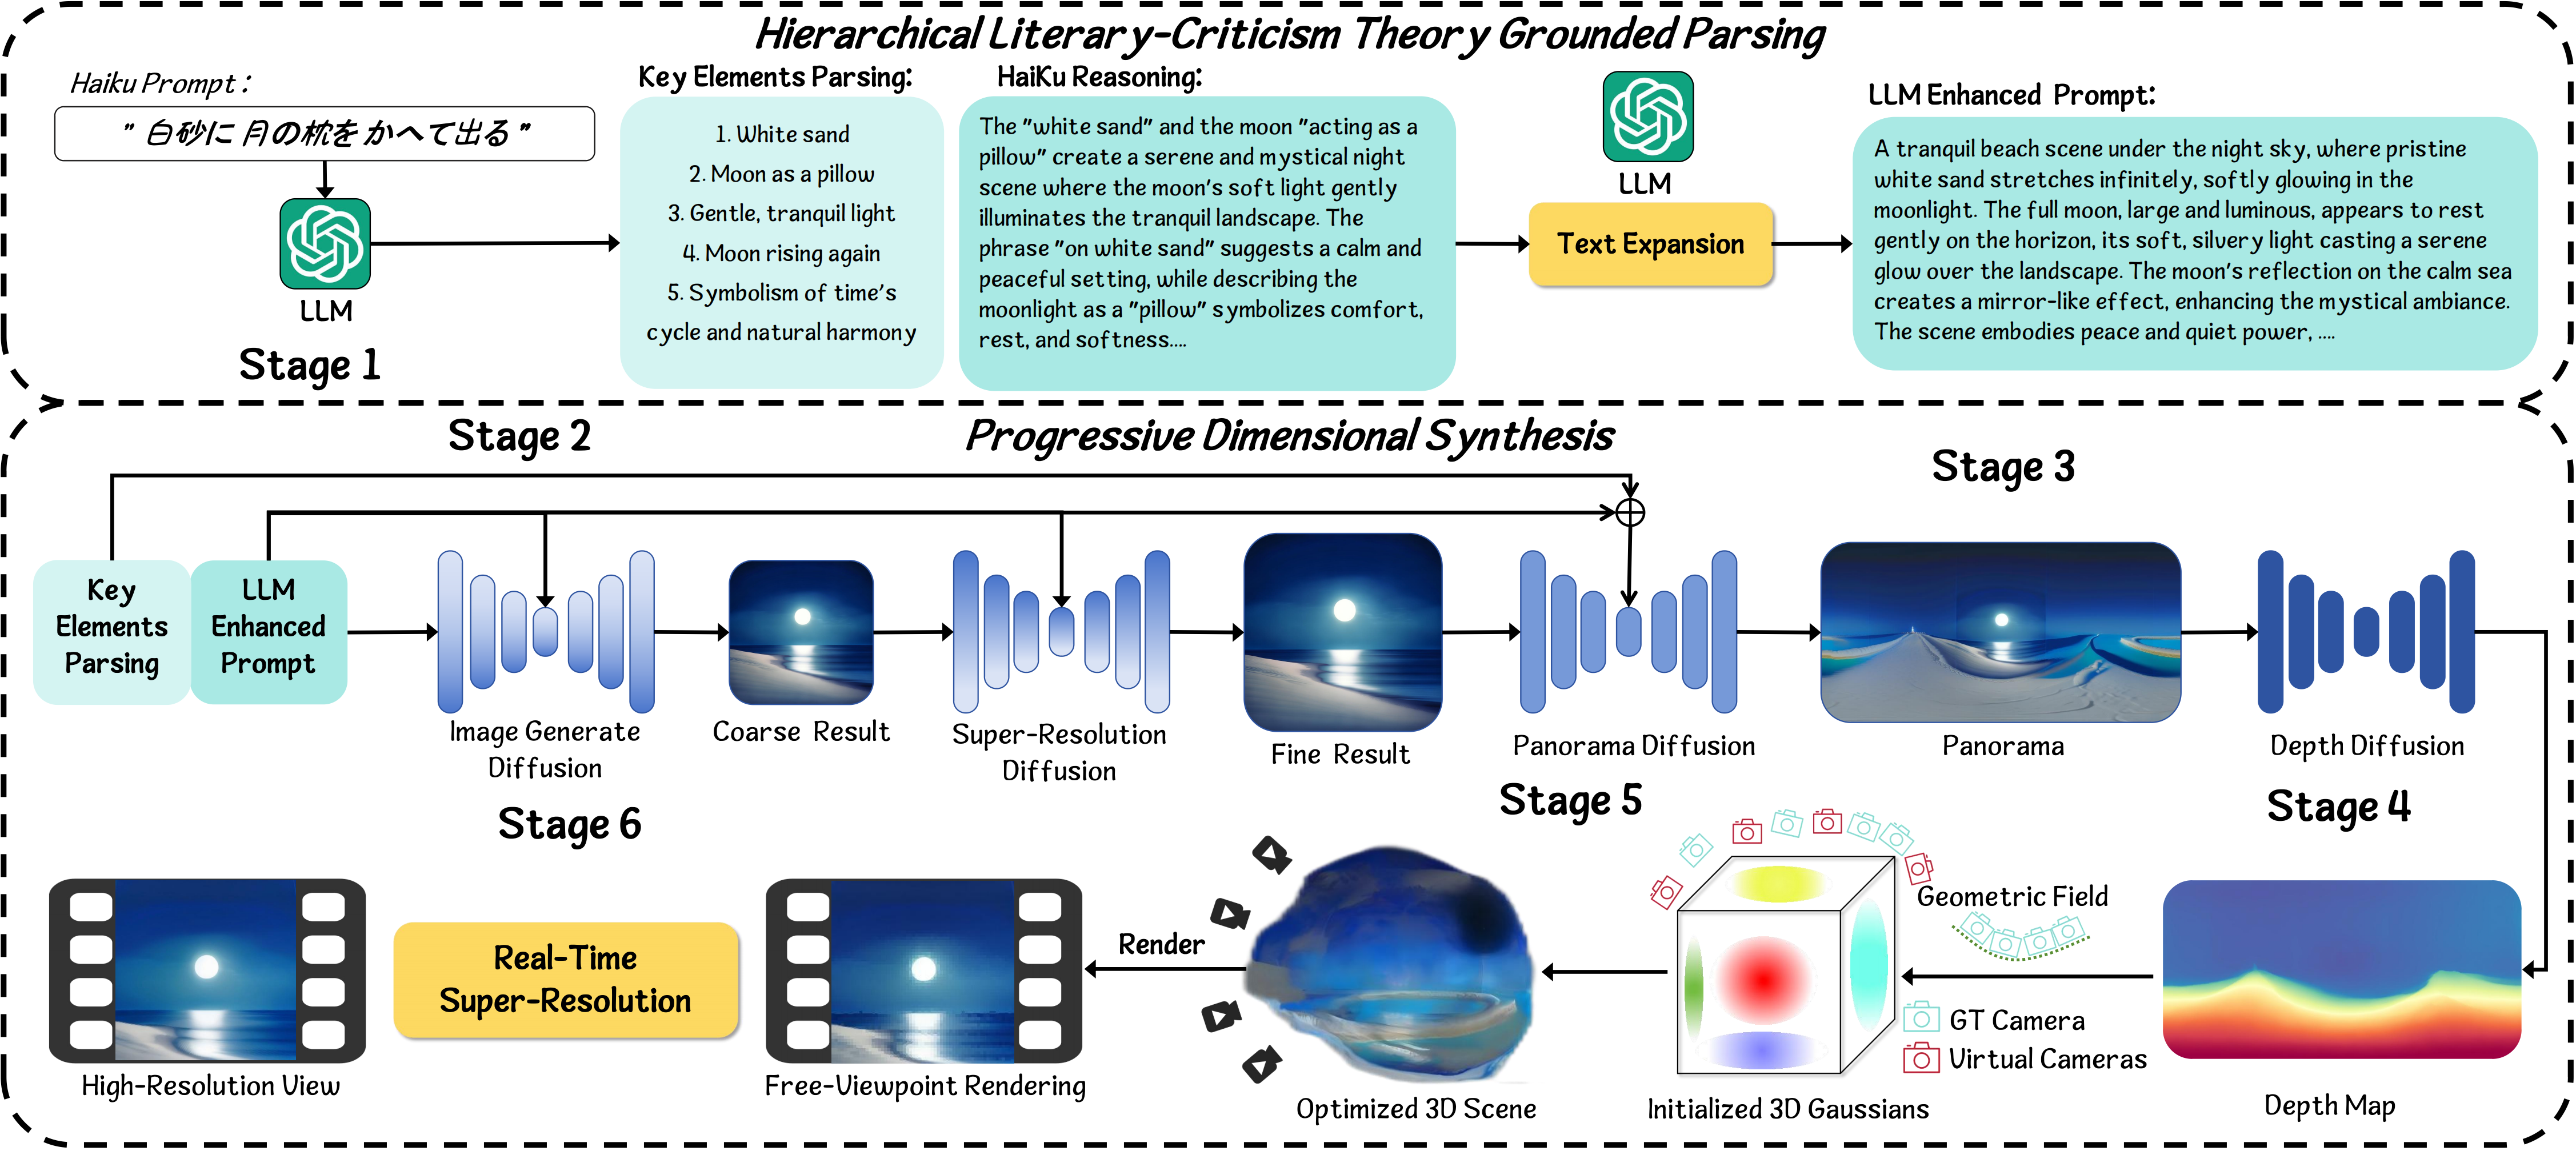 Hierarchical Literary-Criticism Theory Grounded Parsing
Haiku Prompt :
" 白砂に 月の枕を かへて出る "
LLM
Stage 1
Key Elements Parsing:
1. White sand
2. Moon as a pillow
3. Gentle, tranquil light
4. Moon rising again
5. Symbolism of time's
cycle and natural harmony
HaiKu Reasoning:
The "white sand" and the moon "acting as a
pillow" create a serene and mystical night
scene where the moon's soft light gently
illuminates the tranquil landscape. The
phrase "on white sand" suggests a calm and
peaceful setting, while describing the
moonlight as a "pillow" symbolizes comfort,
rest, and softness....
LLM
Text Expansion
LLM Enhanced Prompt:
A tranquil beach scene under the night sky, where pristine
white sand stretches infinitely, softly glowing in the
moonlight. The full moon, large and luminous, appears to rest
gently on the horizon, its soft, silvery light casting a serene
glow over the landscape. The moon's reflection on the calm sea
creates a mirror-like effect, enhancing the mystical ambiance.
The scene embodies peace and quiet power, ....
Progressive Dimensional Synthesis
Stage 2
Stage 3
Key
Elements
Parsing
LLM
Enhanced
Prompt
Image Generate
Diffusion
Coarse Result
Super-Resolution
Diffusion
Fine Result
Panorama Diffusion
Panorama
Depth Diffusion
Stage 4
Stage 5
Stage 6
Geometric Field
GT Camera
Virtual Cameras
Depth Map
Initialized 3D Gaussians
Optimized 3D Scene
Render
Free-Viewpoint Rendering
Real-Time
Super-Resolution
High-Resolution View